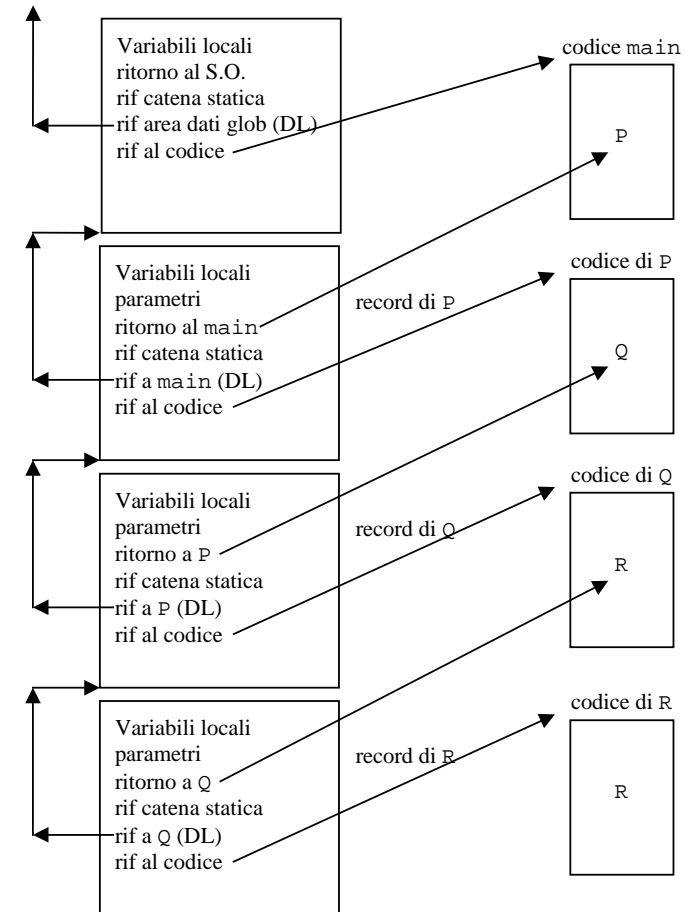 Variabili locali
ritorno al S.O.
rif catena statica
rif area dati glob (DL)
rif al codice
codice main
P
Variabili locali
parametri
ritorno al main
rif catena statica
rif a main (DL)
rif al codice
record di P
codice di P
Q
Variabili locali
parametri
ritorno a P
rif catena statica
rif a P (DL)
rif al codice
record di Q
codice di Q
R
Variabili locali
parametri
ritorno a Q
rif catena statica
rif a Q (DL)
rif al codice
record di R
codice di R
R